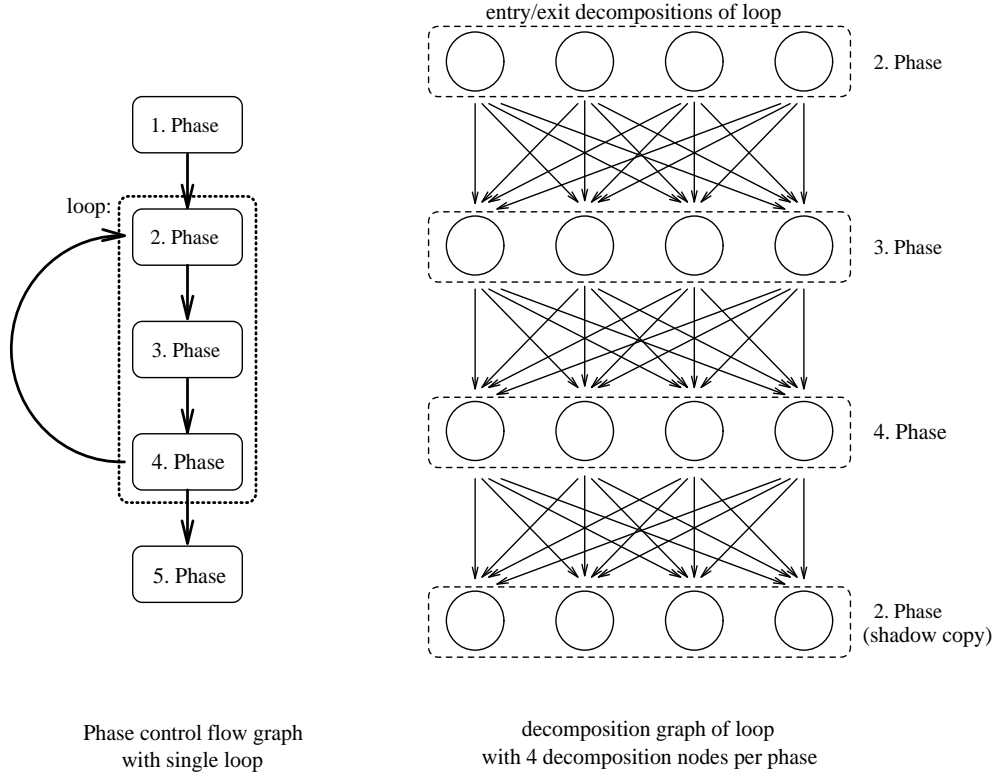 entry/exit decompositions of loop
1. Phase
loop:
2. Phase
3. Phase
4. Phase
5. Phase
2. Phase
3. Phase
4. Phase
2. Phase
(shadow copy)
Phase control flow graph
with single loop
decomposition graph of loop
with 4 decomposition nodes per phase